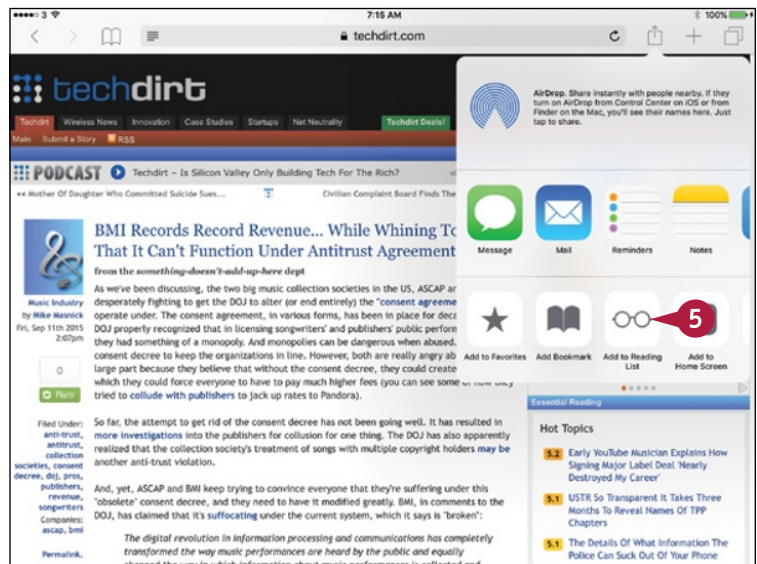 3
7:15 AM
100%
techdirt.com
techdirt
Techdirt Wireless News Innovation Case Studies Startups Net Neutrality Techdirt Deals!
Main Submit a Story RSS
AirDrop. Share instantly with people nearby. If they
turn on AirDrop from Control Center on iOS or from
Finder on the Mac, you'll see their names here. Just
tap to share.
PODCAST Techdirt – Is Silicon Valley Only Building Tech For The Rich?
<< Mother Of Daughter Who Committed Suicide Sues...
Civilian Complaint Board Finds The
Message Mail Reminders Notes
BMI Records Record Revenue... While Whining To
That It Can't Function Under Antitrust Agreement
from the something-doesn't-add-up-here dept
Music Industry
by Mike Masnick
Fri, Sep 11th 2015
2:07pm
0
Flattr
Filed Under:
anti-trust,
antitrust,
collection
societies, consent
decree, doj, pros,
publishers,
revenue,
songwriters
Companies:
ascap, bmi
Permalink.
As we've been discussing, the two big music collection societies in the US, ASCAP
desperately fighting to get the DOJ to alter (or end entirely) the "consent agreeme
operate under. The consent agreement, in various forms, has been in place for deca
DOJ properly recognized that in licensing songwriters' and publishers' public perform
they had something of a monopoly. And monopolies can be dangerous when abused.
consent decree to keep the organizations in line. However, both are really angry ab
large part because they believe that without the consent decree, they could create
which they could force everyone to have to pay much higher fees (you can see some of how they
tried to collude with publishers to jack up rates to Pandora).
So far, the attempt to get rid of the consent decree has not been going well. It has resulted in
more investigations into the publishers for collusion for one thing. The DOJ has also apparently
realized that the collection society's treatment of songs with multiple copyright holders may be
another anti-trust violation.
And, yet, ASCAP and BMI keep trying to convince everyone that they're suffering under this
"obsolete" consent decree, and they need to have it modified greatly. BMI, in comments to the
DOJ, has claimed that it's suffocating under the current system, which it says is "broken":
The digital revolution in information processing and communications has completely
transformed the way music performances are heard by the public and equally
changed the way in which information about music performances is collected and
5
Add to Favorites
Add Bookmark
Add to Reading
List
Add to
Home Screen
Essential Reading
Hot Topics
5.2 Early YouTube Musician Explains How
Signing Major Label Deal 'Nearly
Destroyed My Career'
5.1 USTR So Transparent It Takes Three
Months To Reveal Names Of TPP
Chapters
5.1 The Details Of What Information The
Police Can Suck Out Of Your Phone